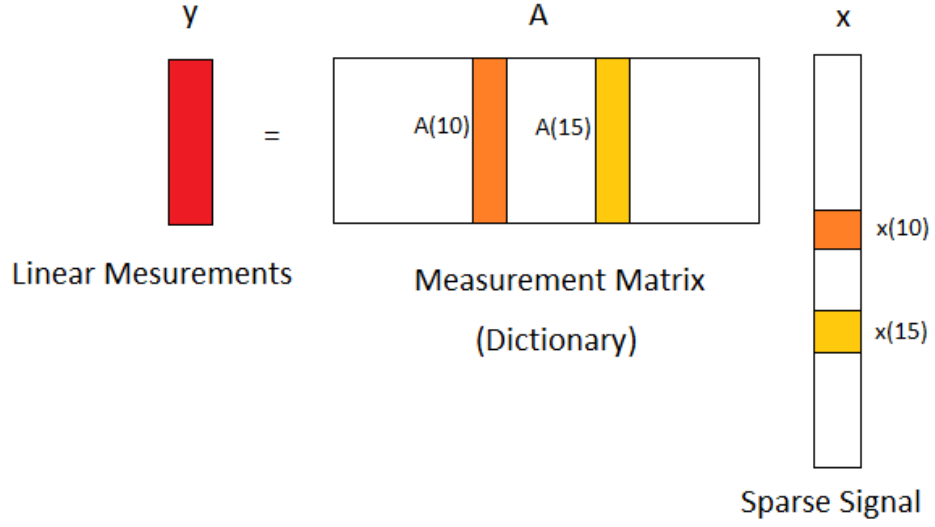 y
A
x
=
A(10)
A(15)
x(10)
x(15)
Linear Mesurements
Measurement Matrix
(Dictionary)
Sparse Signal